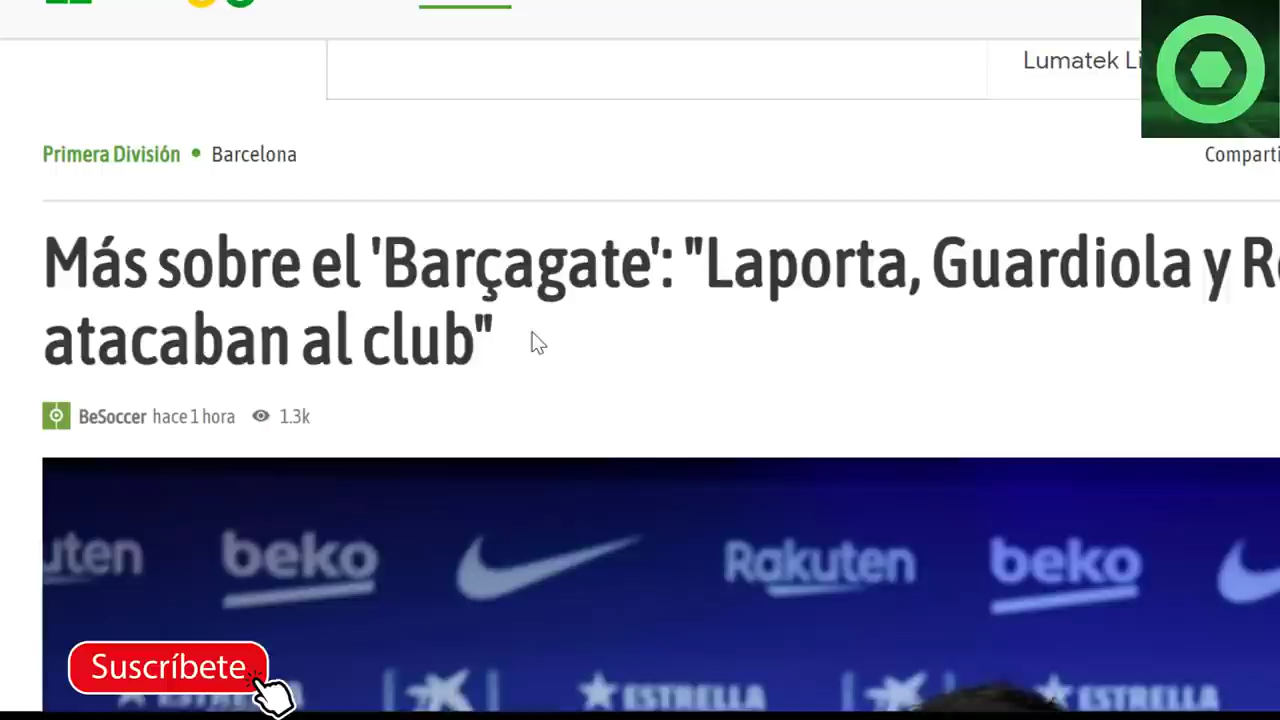 Lumatek Li
Primera División • Barcelona
Comparti
Más sobre el 'Barçagate': "Laporta, Guardiola y R
atacaban al club"
BeSoccer hace 1 hora 1.3k
uten beko Rakuten beko
Suscríbete
ESTRELLA ESTRELLA